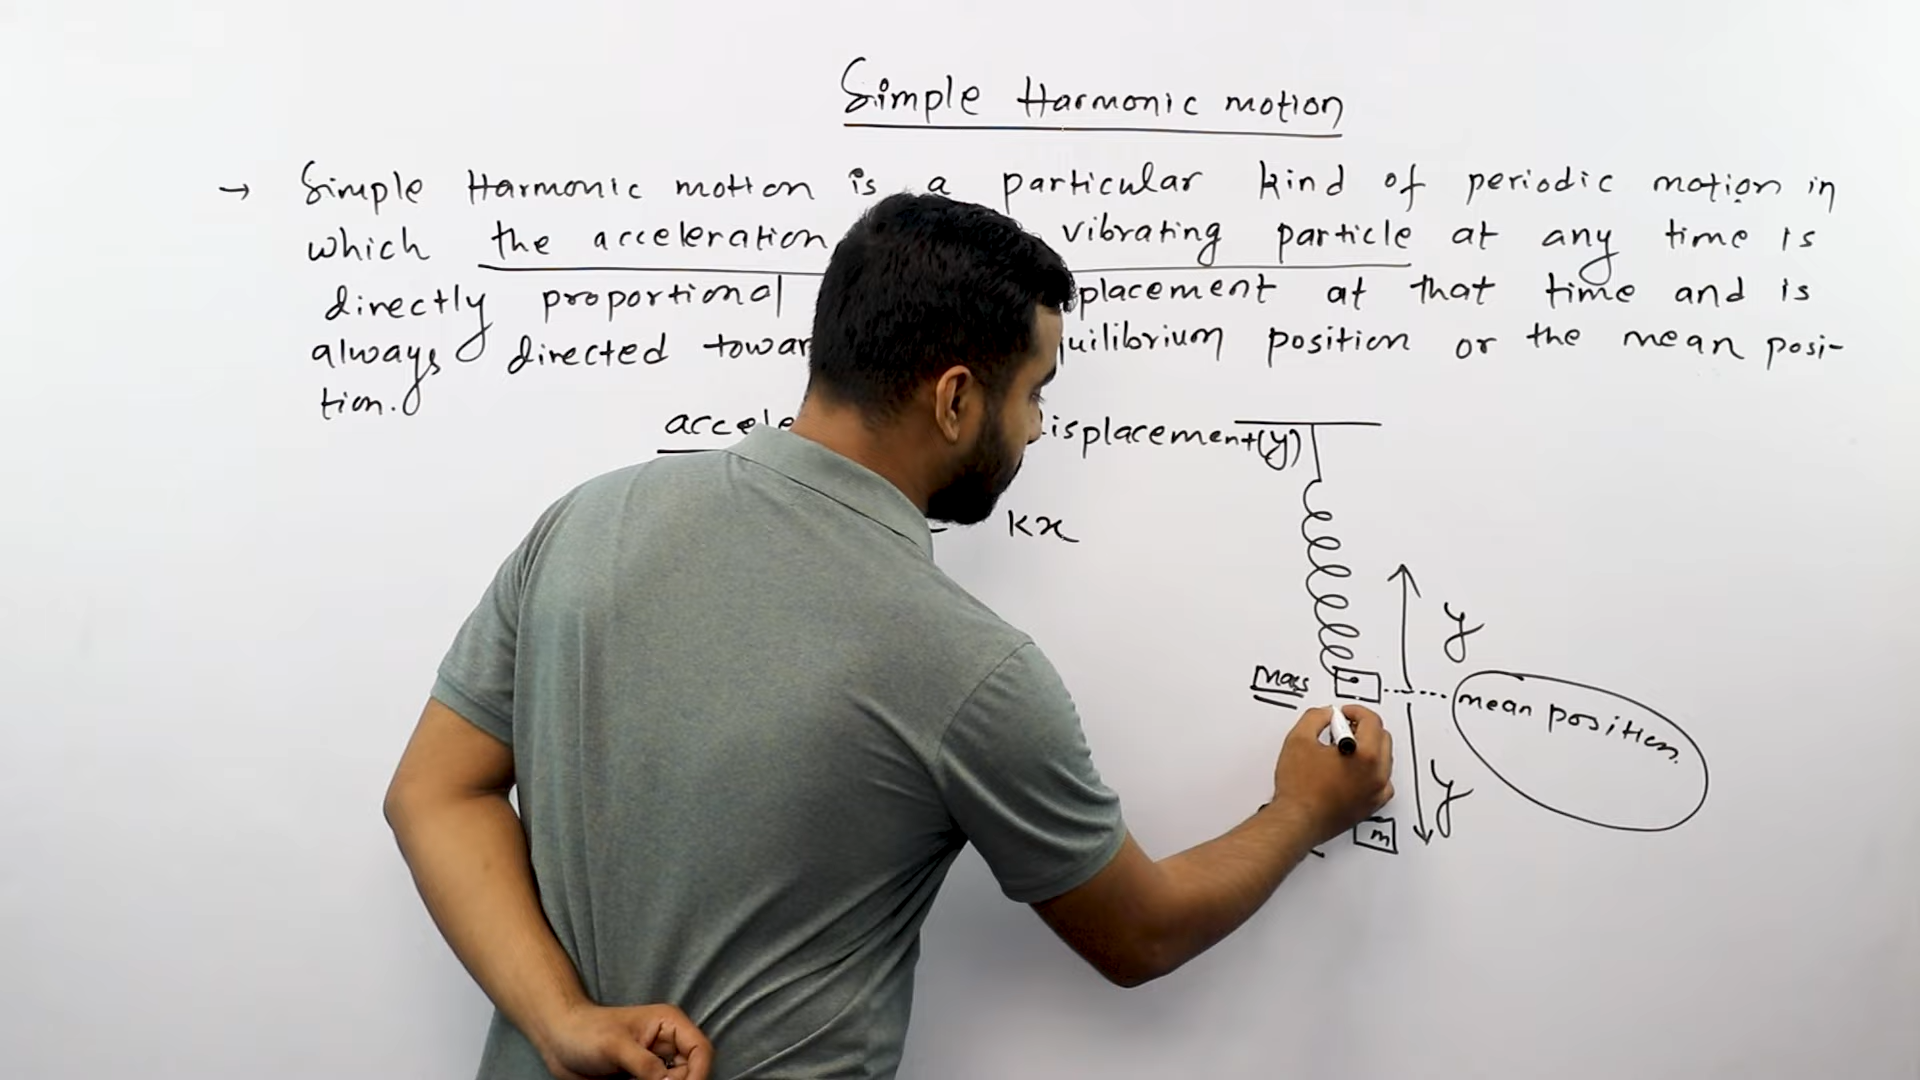 Simple Harmonic motion
→ Simple Harmonic motion is a particular kind of periodic motion in
which the acceleration vibrating particle at any time is
directly proportional placement at that time and is
always directed towar uilibrium position or the mean posi-
tion.
accele isplacement(y)
- kx
y
Mass
mean position.
y
m